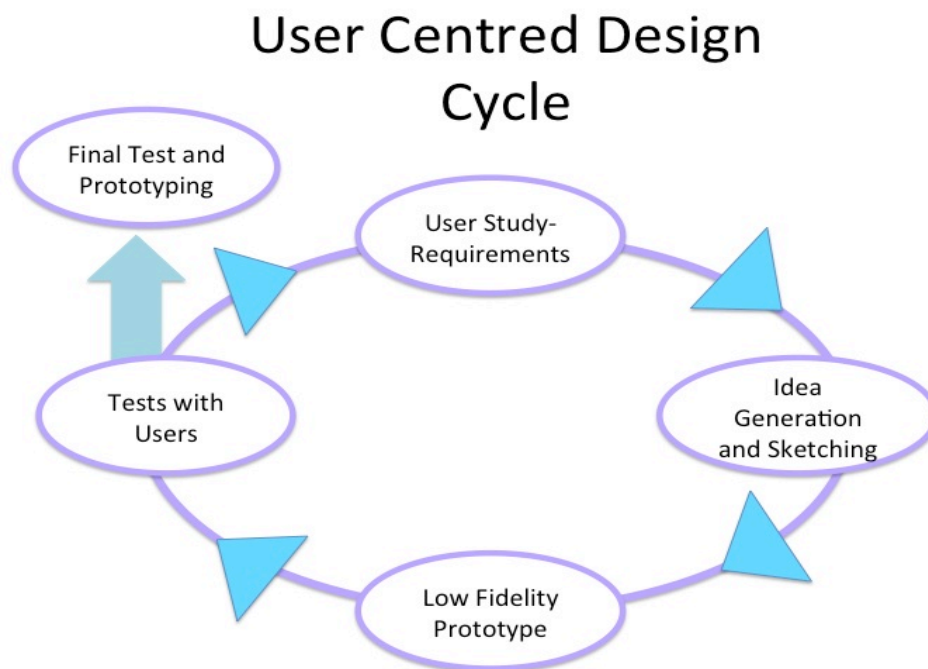 User Centred Design
Cycle
Final Test and
Prototyping
User Study-
Requirements
Tests with
Users
Idea
Generation
and Sketching
Low Fidelity
Prototype